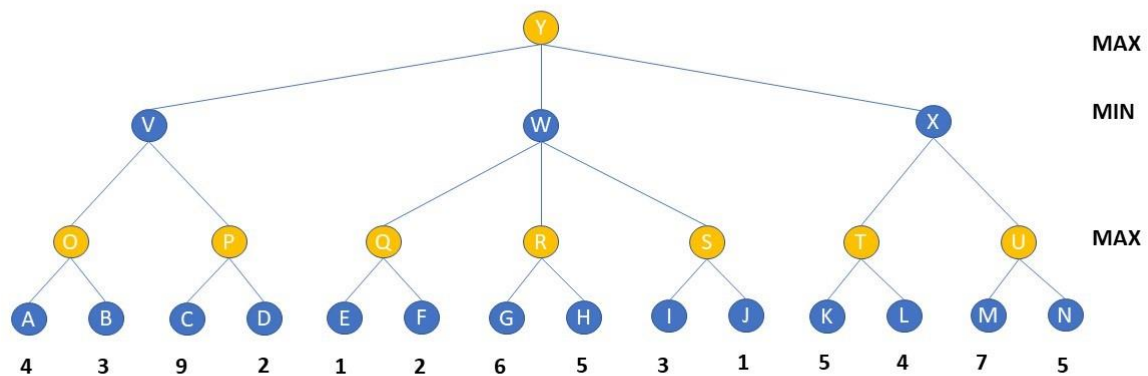 Y
MAX
V W X
MIN
O P Q R S T U
MAX
A B C D E F G H I J K L M N
4 3 9 2 1 2 6 5 3 1 5 4 7 5